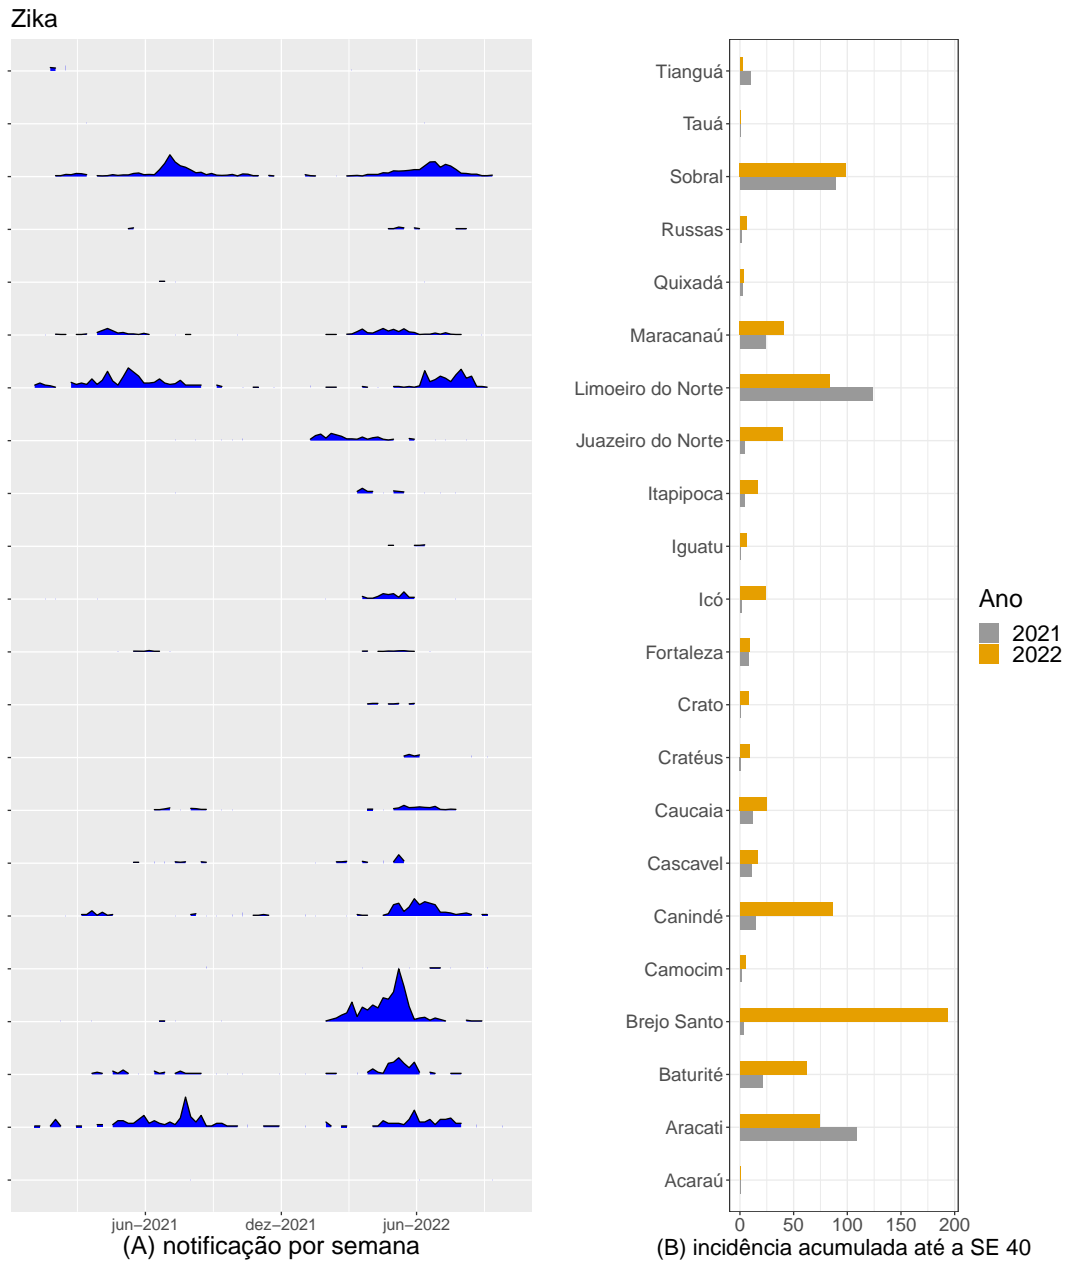 Zika
Tianguá
Tauá
Sobral
Russas
Quixadá
Maracanaú
Limoeiro do Norte
Juazeiro do Norte
Itapipoca
Iguatu
Icó
Fortaleza
Crato
Cratéus
Caucaia
Cascavel
Canindé
Camocim
Brejo Santo
Baturité
Aracati
Acaraú
Ano
2021
2022
jun–2021 dez–2021 jun–2022
(A) notificação por semana
0 50 100 150 200
(B) incidência acumulada até a SE 40